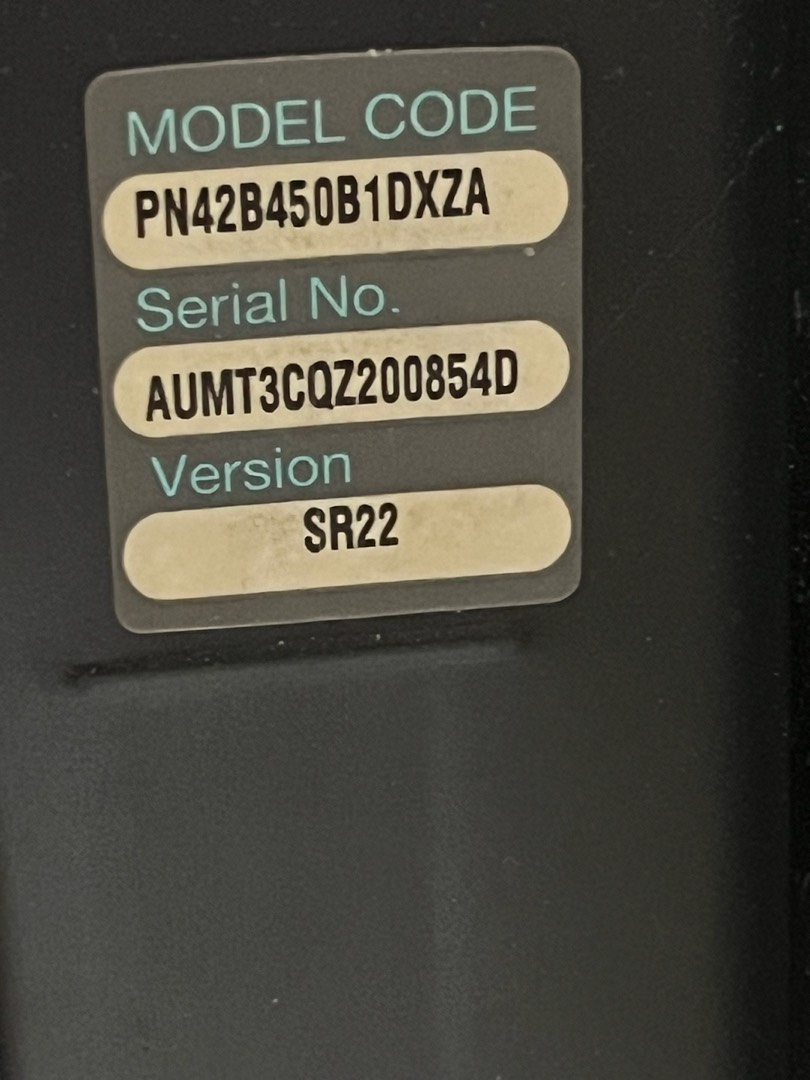 MODEL CODE
PN42B450B1DXZA
Serial No.
AUMT3CQZ200854D
Version
SR22